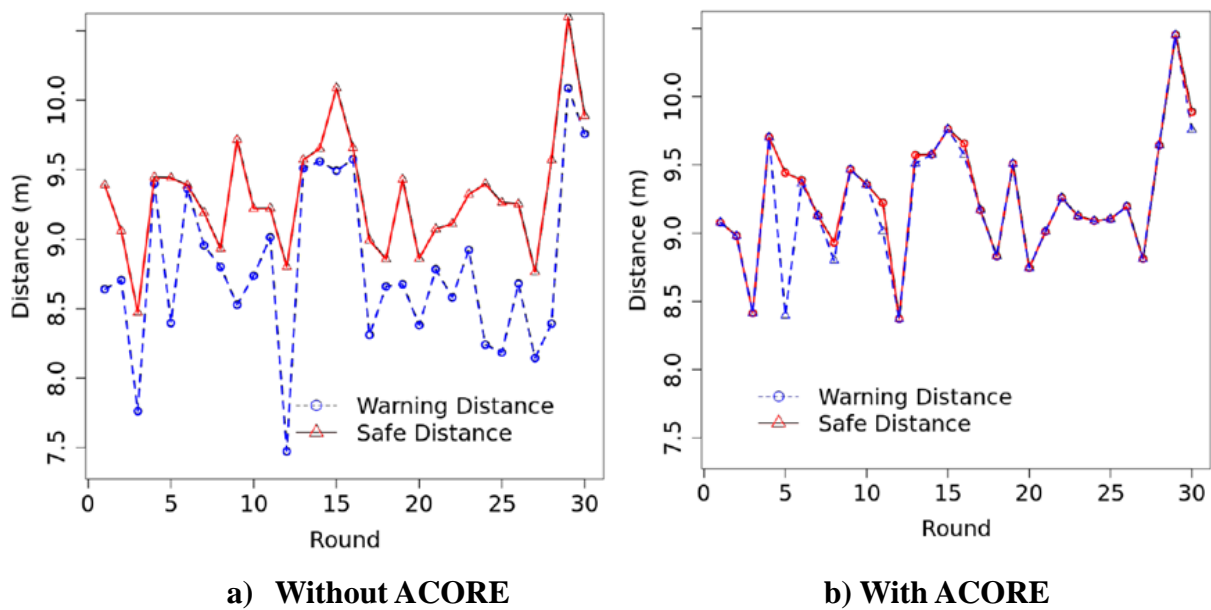 Distance (m)
10.0
9.5
9.0
8.5
8.0
7.5
Warning Distance
Safe Distance
0 5 10 15 20 25 30
Round
a) Without ACORE
Distance (m)
10.0
9.5
9.0
8.5
8.0
7.5
Warning Distance
Safe Distance
0 5 10 15 20 25 30
Round
b) With ACORE